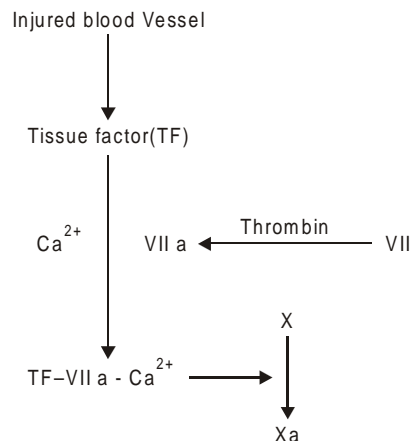 Injured blood Vessel
Tissue factor(TF)
Thrombin
Ca2+ VII a VII
X
TF–VII a - Ca2+
Xa